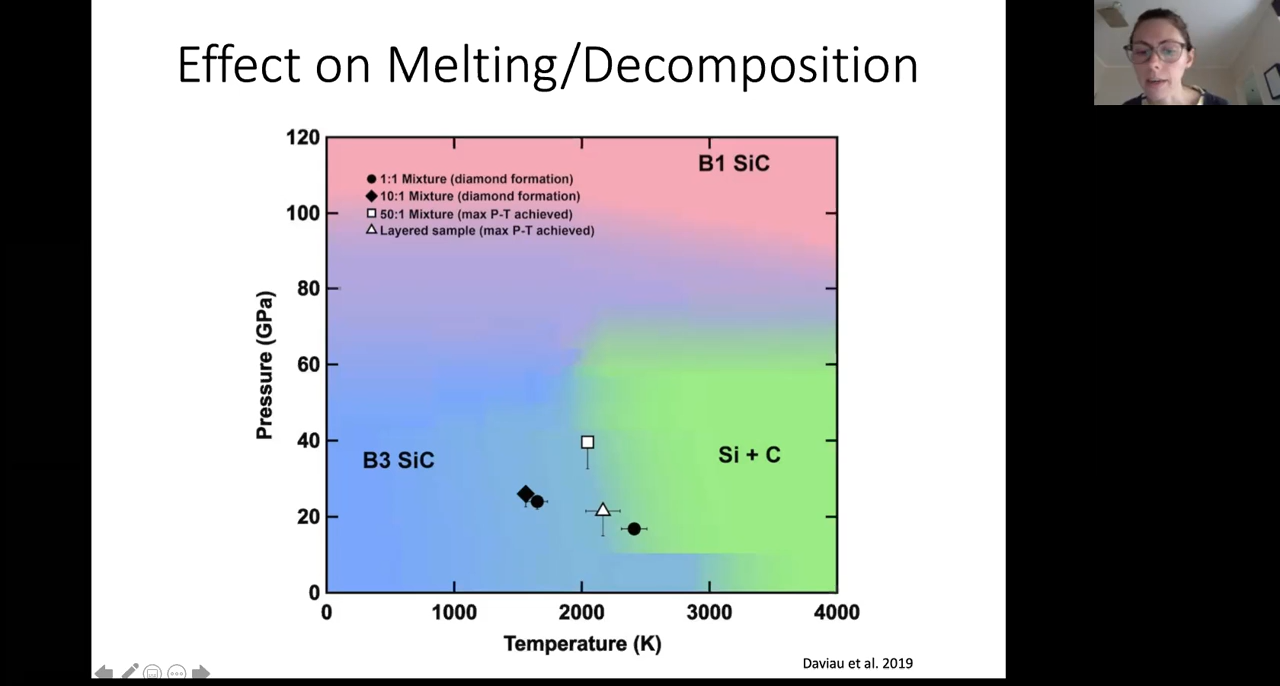 Effect on Melting/Decomposition
120
100
80
60
40
20
0
Pressure (GPa)
B1 SiC
1:1 Mixture (diamond formation)
10:1 Mixture (diamond formation)
50:1 Mixture (max P-T achieved)
Layered sample (max P-T achieved)
B3 SiC
Si + C
0 1000 2000 3000 4000
Temperature (K)
Daviau et al. 2019